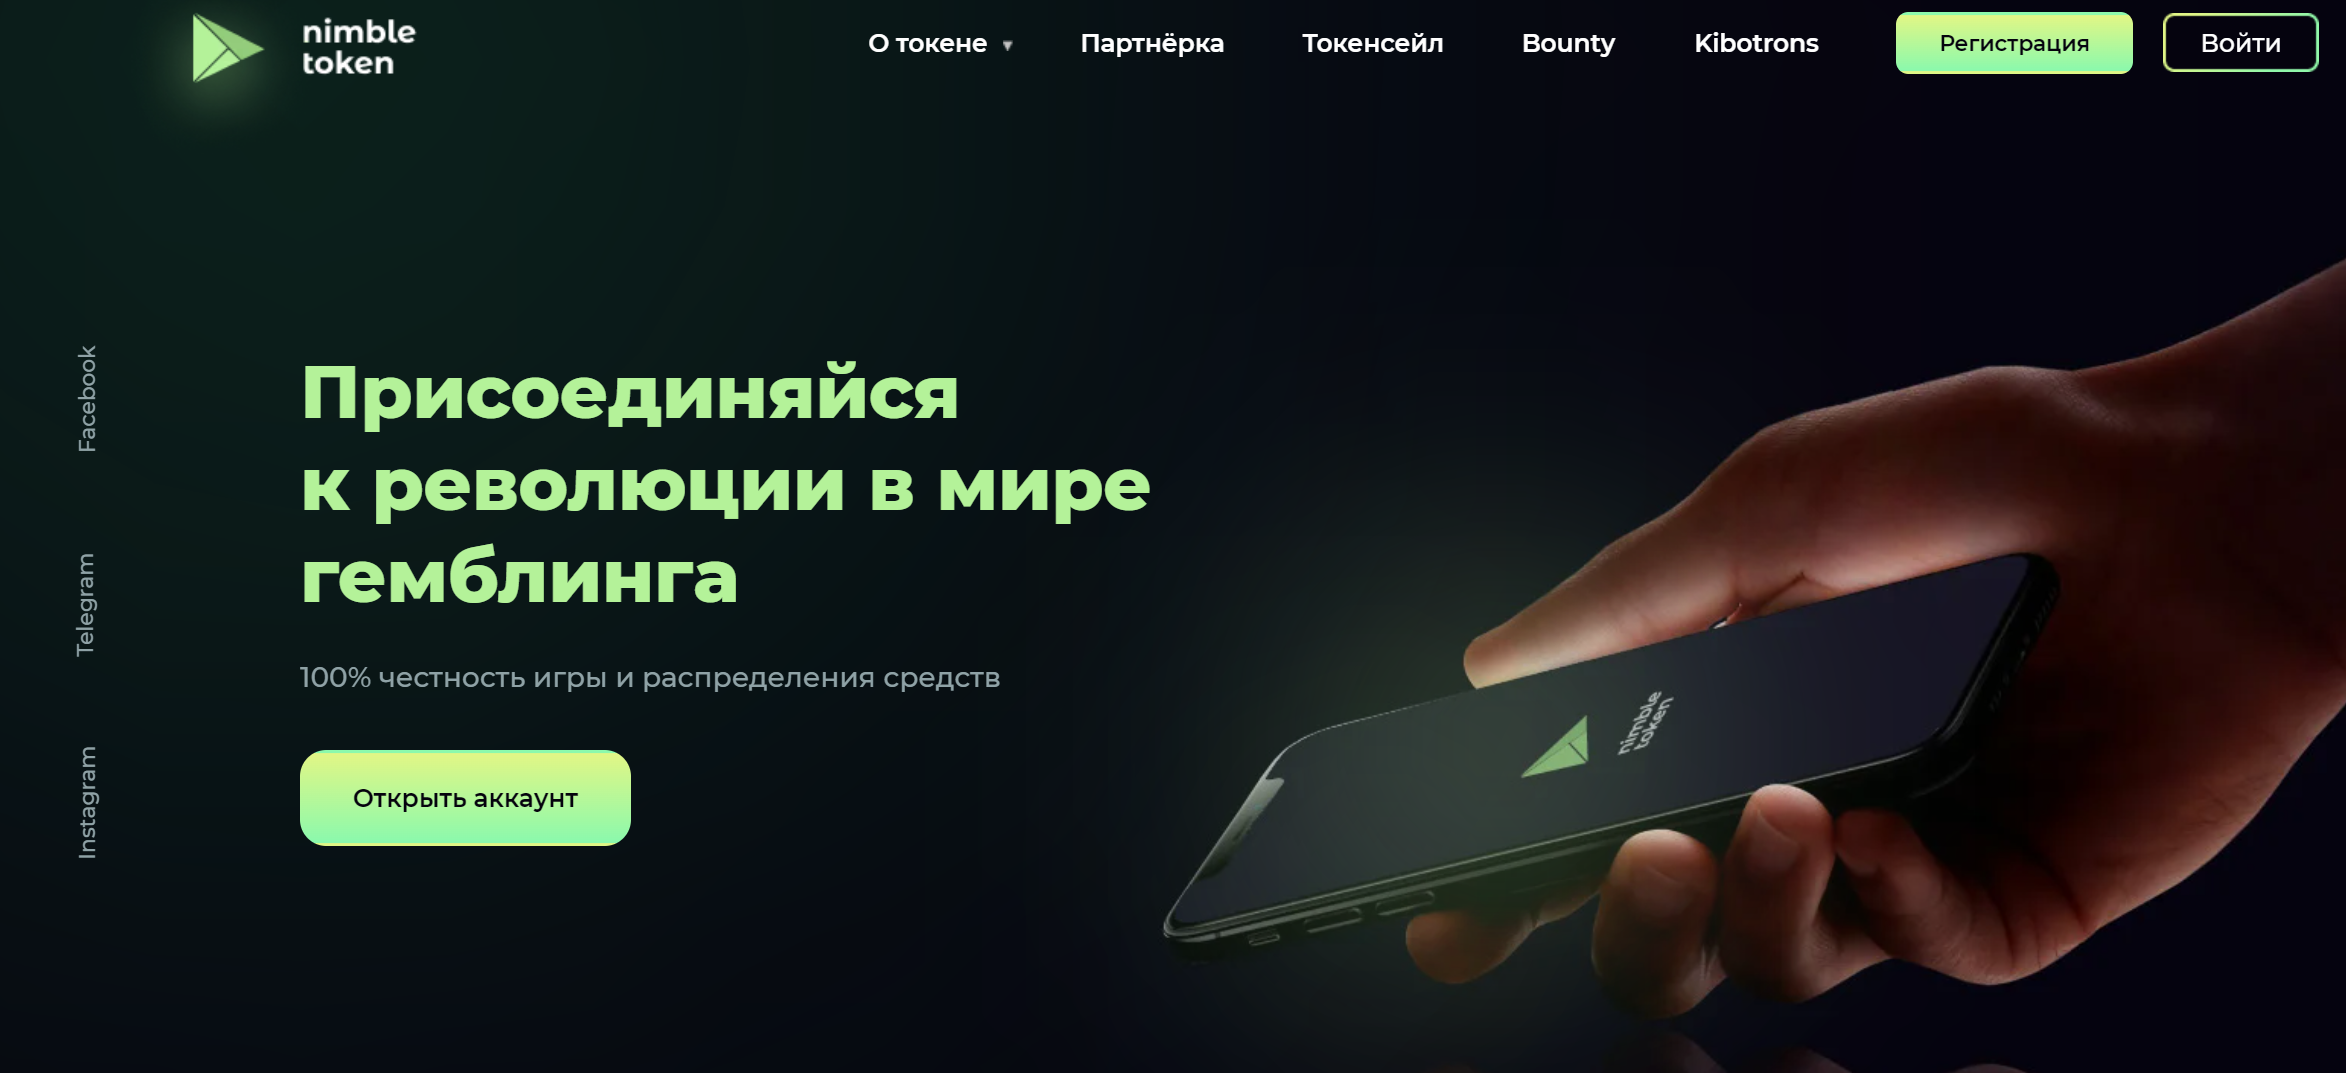 nimble
token
О токене ▼
Партнёрка
Токенсейл
Bounty
Kibotrons
Регистрация
Войти
Facebook
Telegram
Instagram
Присоединяйся
к революции в мире
гемблинга
100% честность игры и распределения средств
Открыть аккаунт
nimble
token